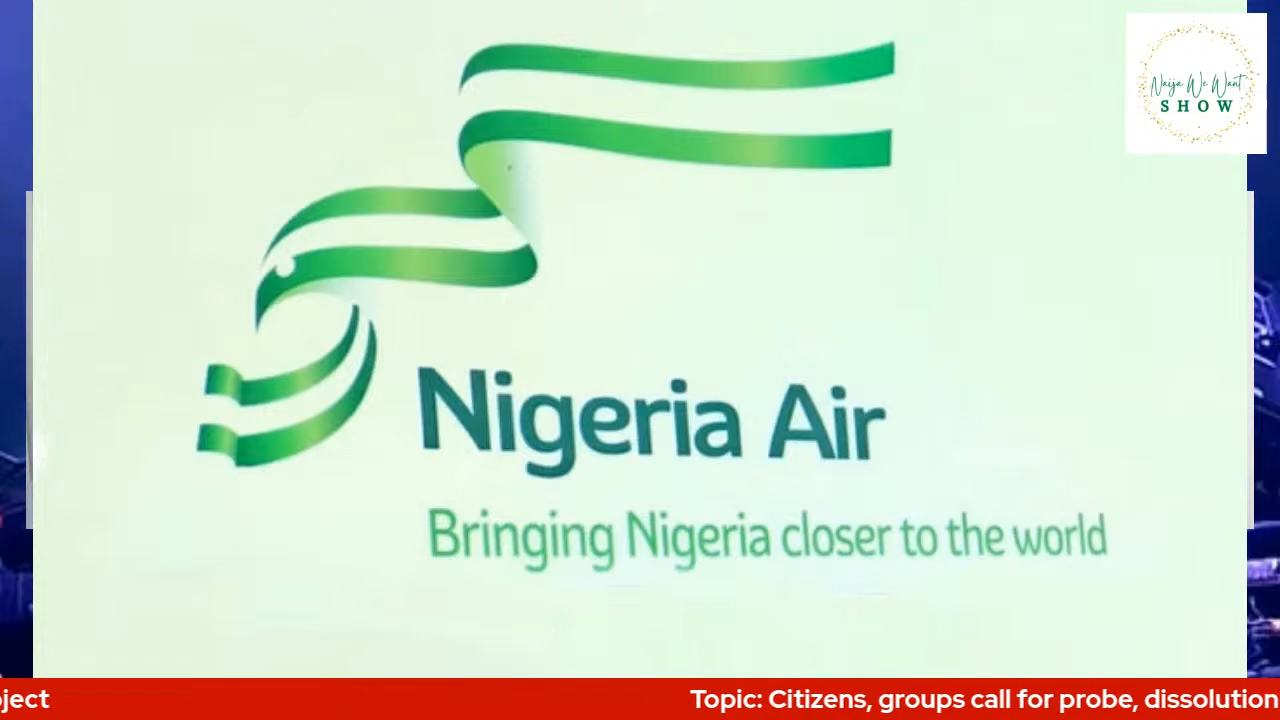 Naija We Want
SHOW
Nigeria Air
Bringing Nigeria closer to the world
ject
Topic: Citizens, groups call for probe, dissolution